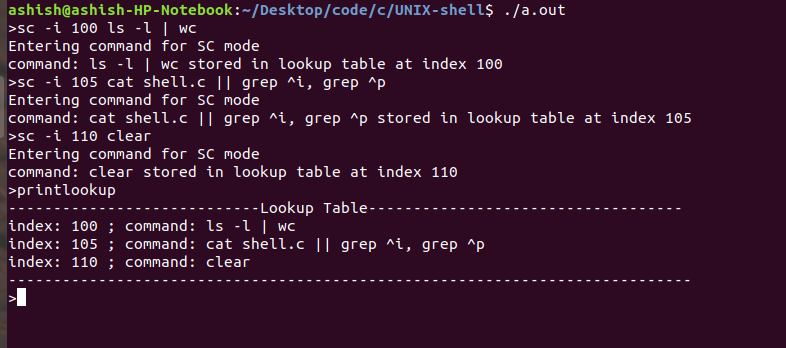 ashish@ashish-HP-Notebook:~/Desktop/code/c/UNIX-shell$ ./a.out
>sc -i 100 ls -l | wc
Entering command for SC mode
command: ls -l | wc stored in lookup table at index 100
>sc -i 105 cat shell.c || grep ^i, grep ^p
Entering command for SC mode
command: cat shell.c || grep ^i, grep ^p stored in lookup table at index 105
>sc -i 110 clear
Entering command for SC mode
command: clear stored in lookup table at index 110
>printlookup
----------------------------Lookup Table-----------------------------------
index: 100 ; command: ls -l | wc
index: 105 ; command: cat shell.c || grep ^i, grep ^p
index: 110 ; command: clear
----------------------------------------------------------------------------
>